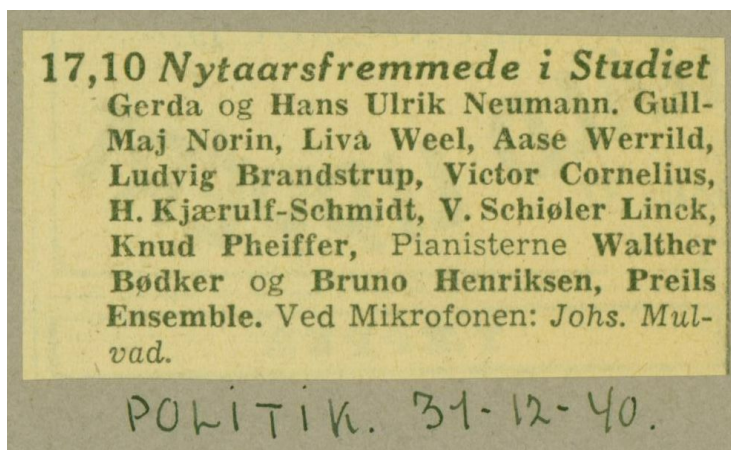 17,10 Nytaarsfremmede i Studiet
Gerda og Hans Ulrik Neumann. Gull-
Maj Norin, Liva Weel, Aase Werrild,
Ludvig Brandstrup, Victor Cornelius,
H. Kjærulf-Schmidt, V. Schiøler Linck,
Knud Pheiffer, Pianisterne Walther
Bødker og Bruno Henriksen, Preils
Ensemble. Ved Mikrofonen: Johs. Mul-
vad.
POLITIK. 31-12-40.